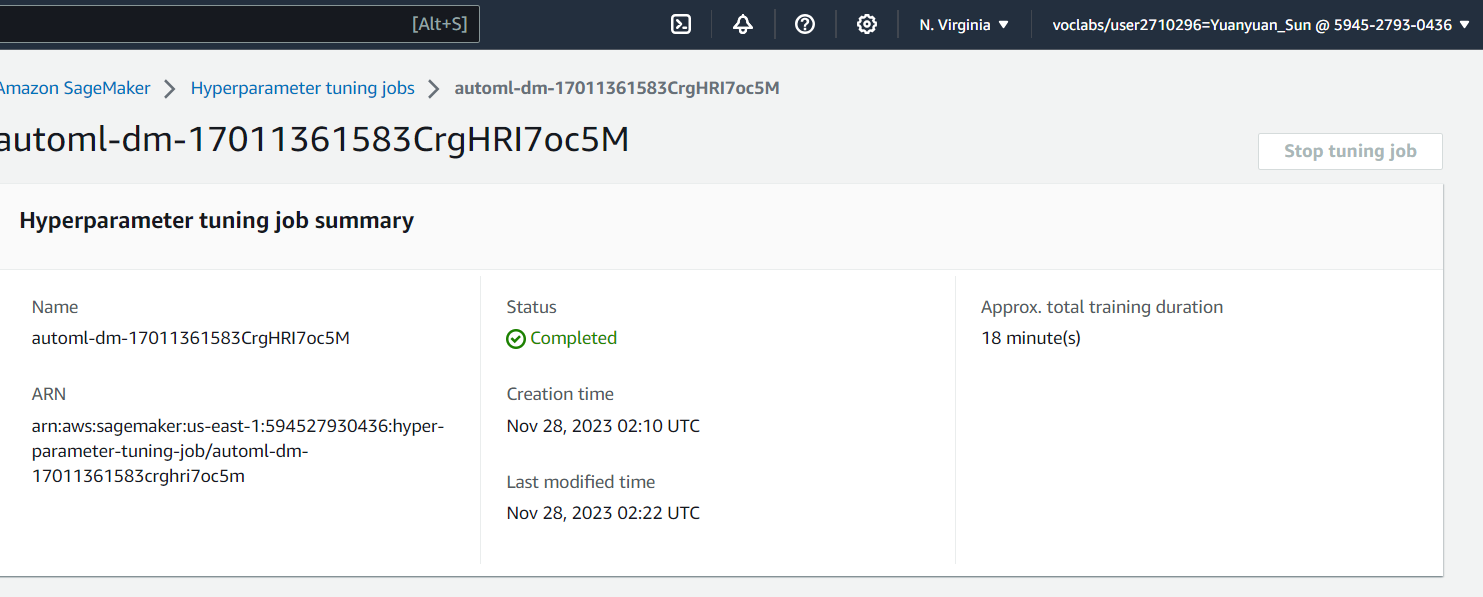 [Alt+S]
N. Virginia
voclabs/user2710296=Yuanyuan_Sun @ 5945-2793-0436
Amazon SageMaker
Hyperparameter tuning jobs
automl-dm-17011361583CrgHRI7oc5M
automl-dm-17011361583CrgHRI7oc5M
Stop tuning job
Hyperparameter tuning job summary
Name
automl-dm-17011361583CrgHRI7oc5M
ARN
arn:aws:sagemaker:us-east-1:594527930436:hyper-
parameter-tuning-job/automl-dm-
17011361583crghri7oc5m
Status
Completed
Creation time
Nov 28, 2023 02:10 UTC
Last modified time
Nov 28, 2023 02:22 UTC
Approx. total training duration
18 minute(s)